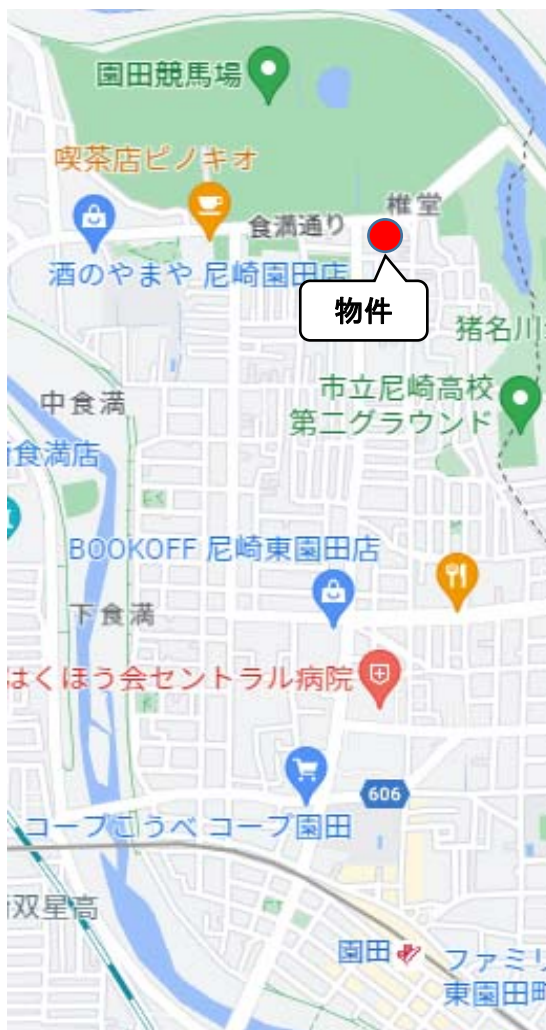 園田競馬場
喫茶店ピノキオ
椎堂
食満通り
酒のやまや 尼崎園田店
物件
猪名川
市立尼崎高校
第二グラウンド
中食満
食満店
BOOKOFF 尼崎東園田店
下食満
はくほう会セントラル病院
606
コープこうべ コープ園田
双星高
園田
ファミリ
東園田町